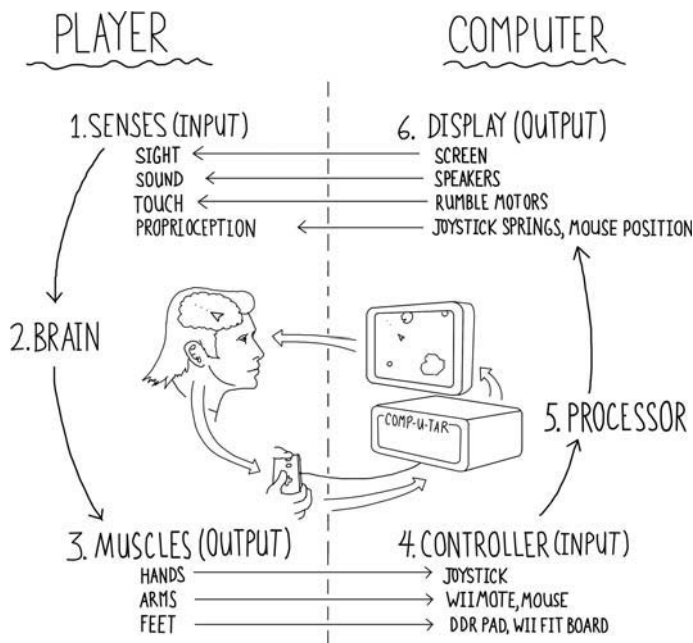 PLAYER
COMPUTER
1. SENSES (INPUT)
SIGHT
SOUND
TOUCH
PROPRIOCEPTION
6. DISPLAY (OUTPUT)
SCREEN
SPEAKERS
RUMBLE MOTORS
JOYSTICK SPRINGS, MOUSE POSITION
2. BRAIN
COMP-U-TAR
5. PROCESSOR
3. MUSCLES (OUTPUT)
HANDS
ARMS
FEET
4. CONTROLLER (INPUT)
JOYSTICK
WIIMOTE, MOUSE
DDR PAD, WII FIT BOARD